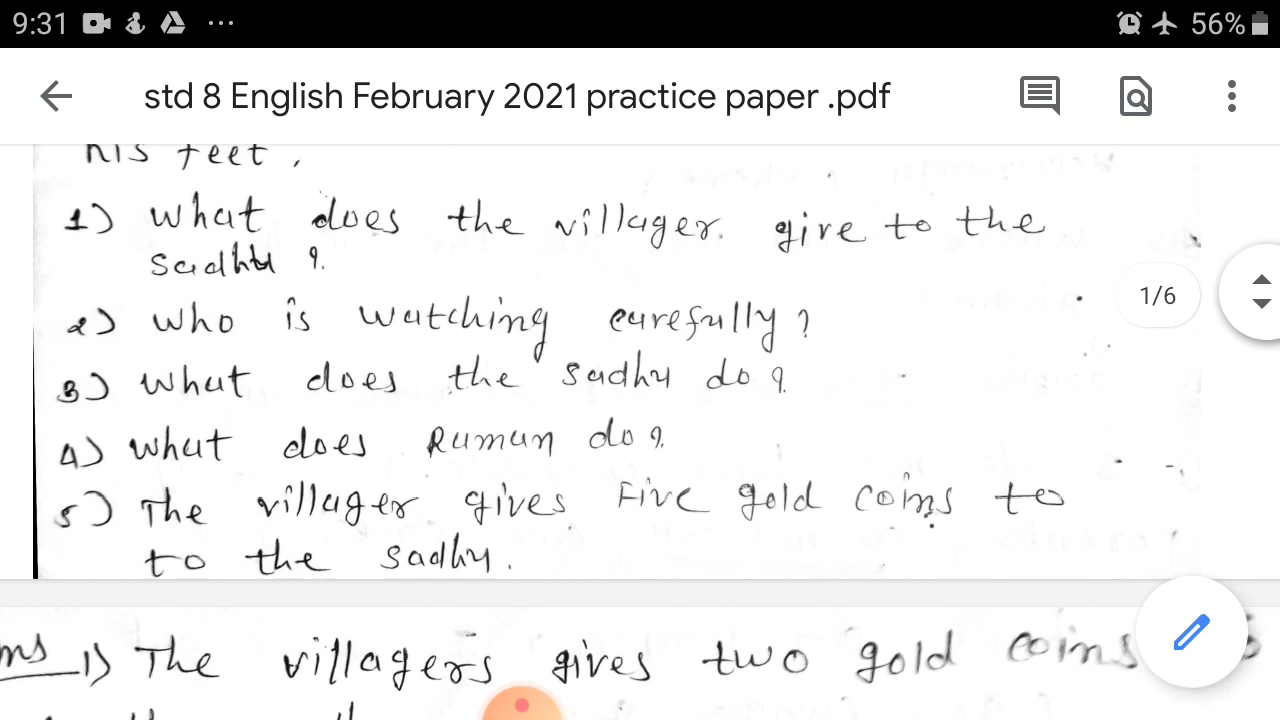 9:31 ... 56%
std 8 English February 2021 practice paper .pdf
his feet.
1) What does the villager. give to the
sadhu ?
1/6
2) Who is watching carefully ?
3) What does the sadhu do ?
4) What does Raman do ?
5) The villager gives Five gold coins to
to the sadhu.
ans 1) The villagers gives two gold coins